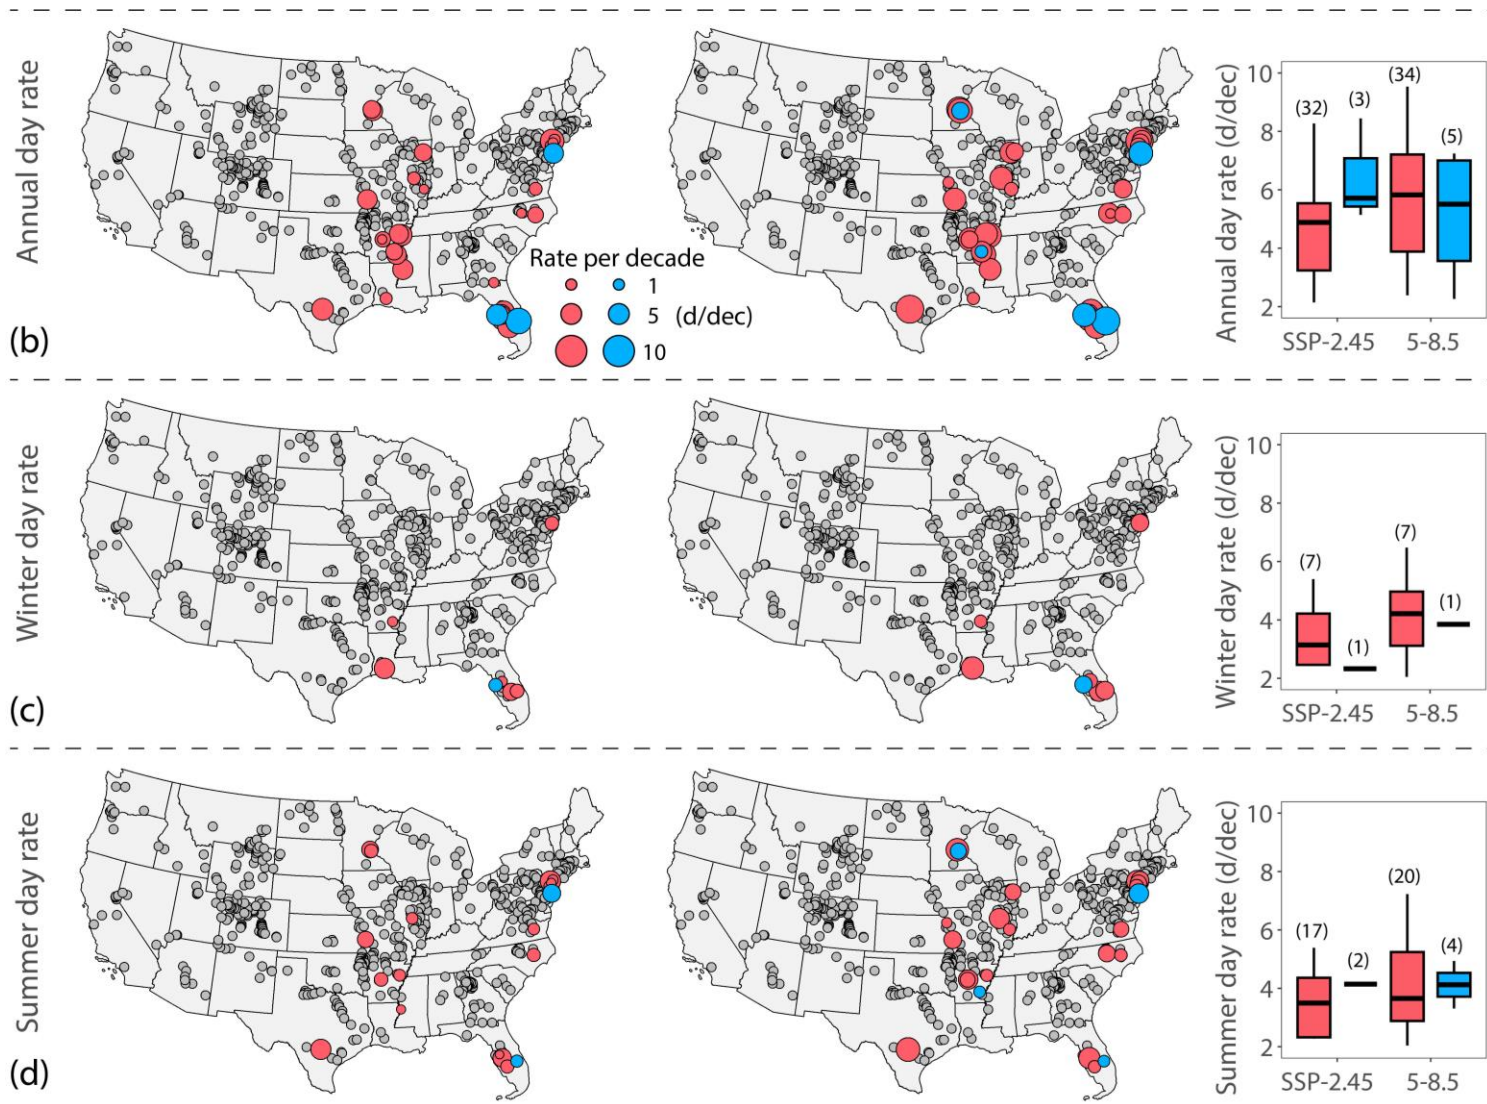 Annual day rate
(b)
Rate per decade
1
5 (d/dec)
10
Annual day rate (d/dec)
10
8
6
4
2
(32)
(3)
(34)
(5)
SSP-2.45 5-8.5
Winter day rate
(c)
Winter day rate (d/dec)
10
8
6
4
2
(7)
(1)
(7)
(1)
SSP-2.45 5-8.5
Summer day rate
(d)
Summer day rate (d/dec)
10
8
6
4
2
(17)
(2)
(20)
(4)
SSP-2.45 5-8.5